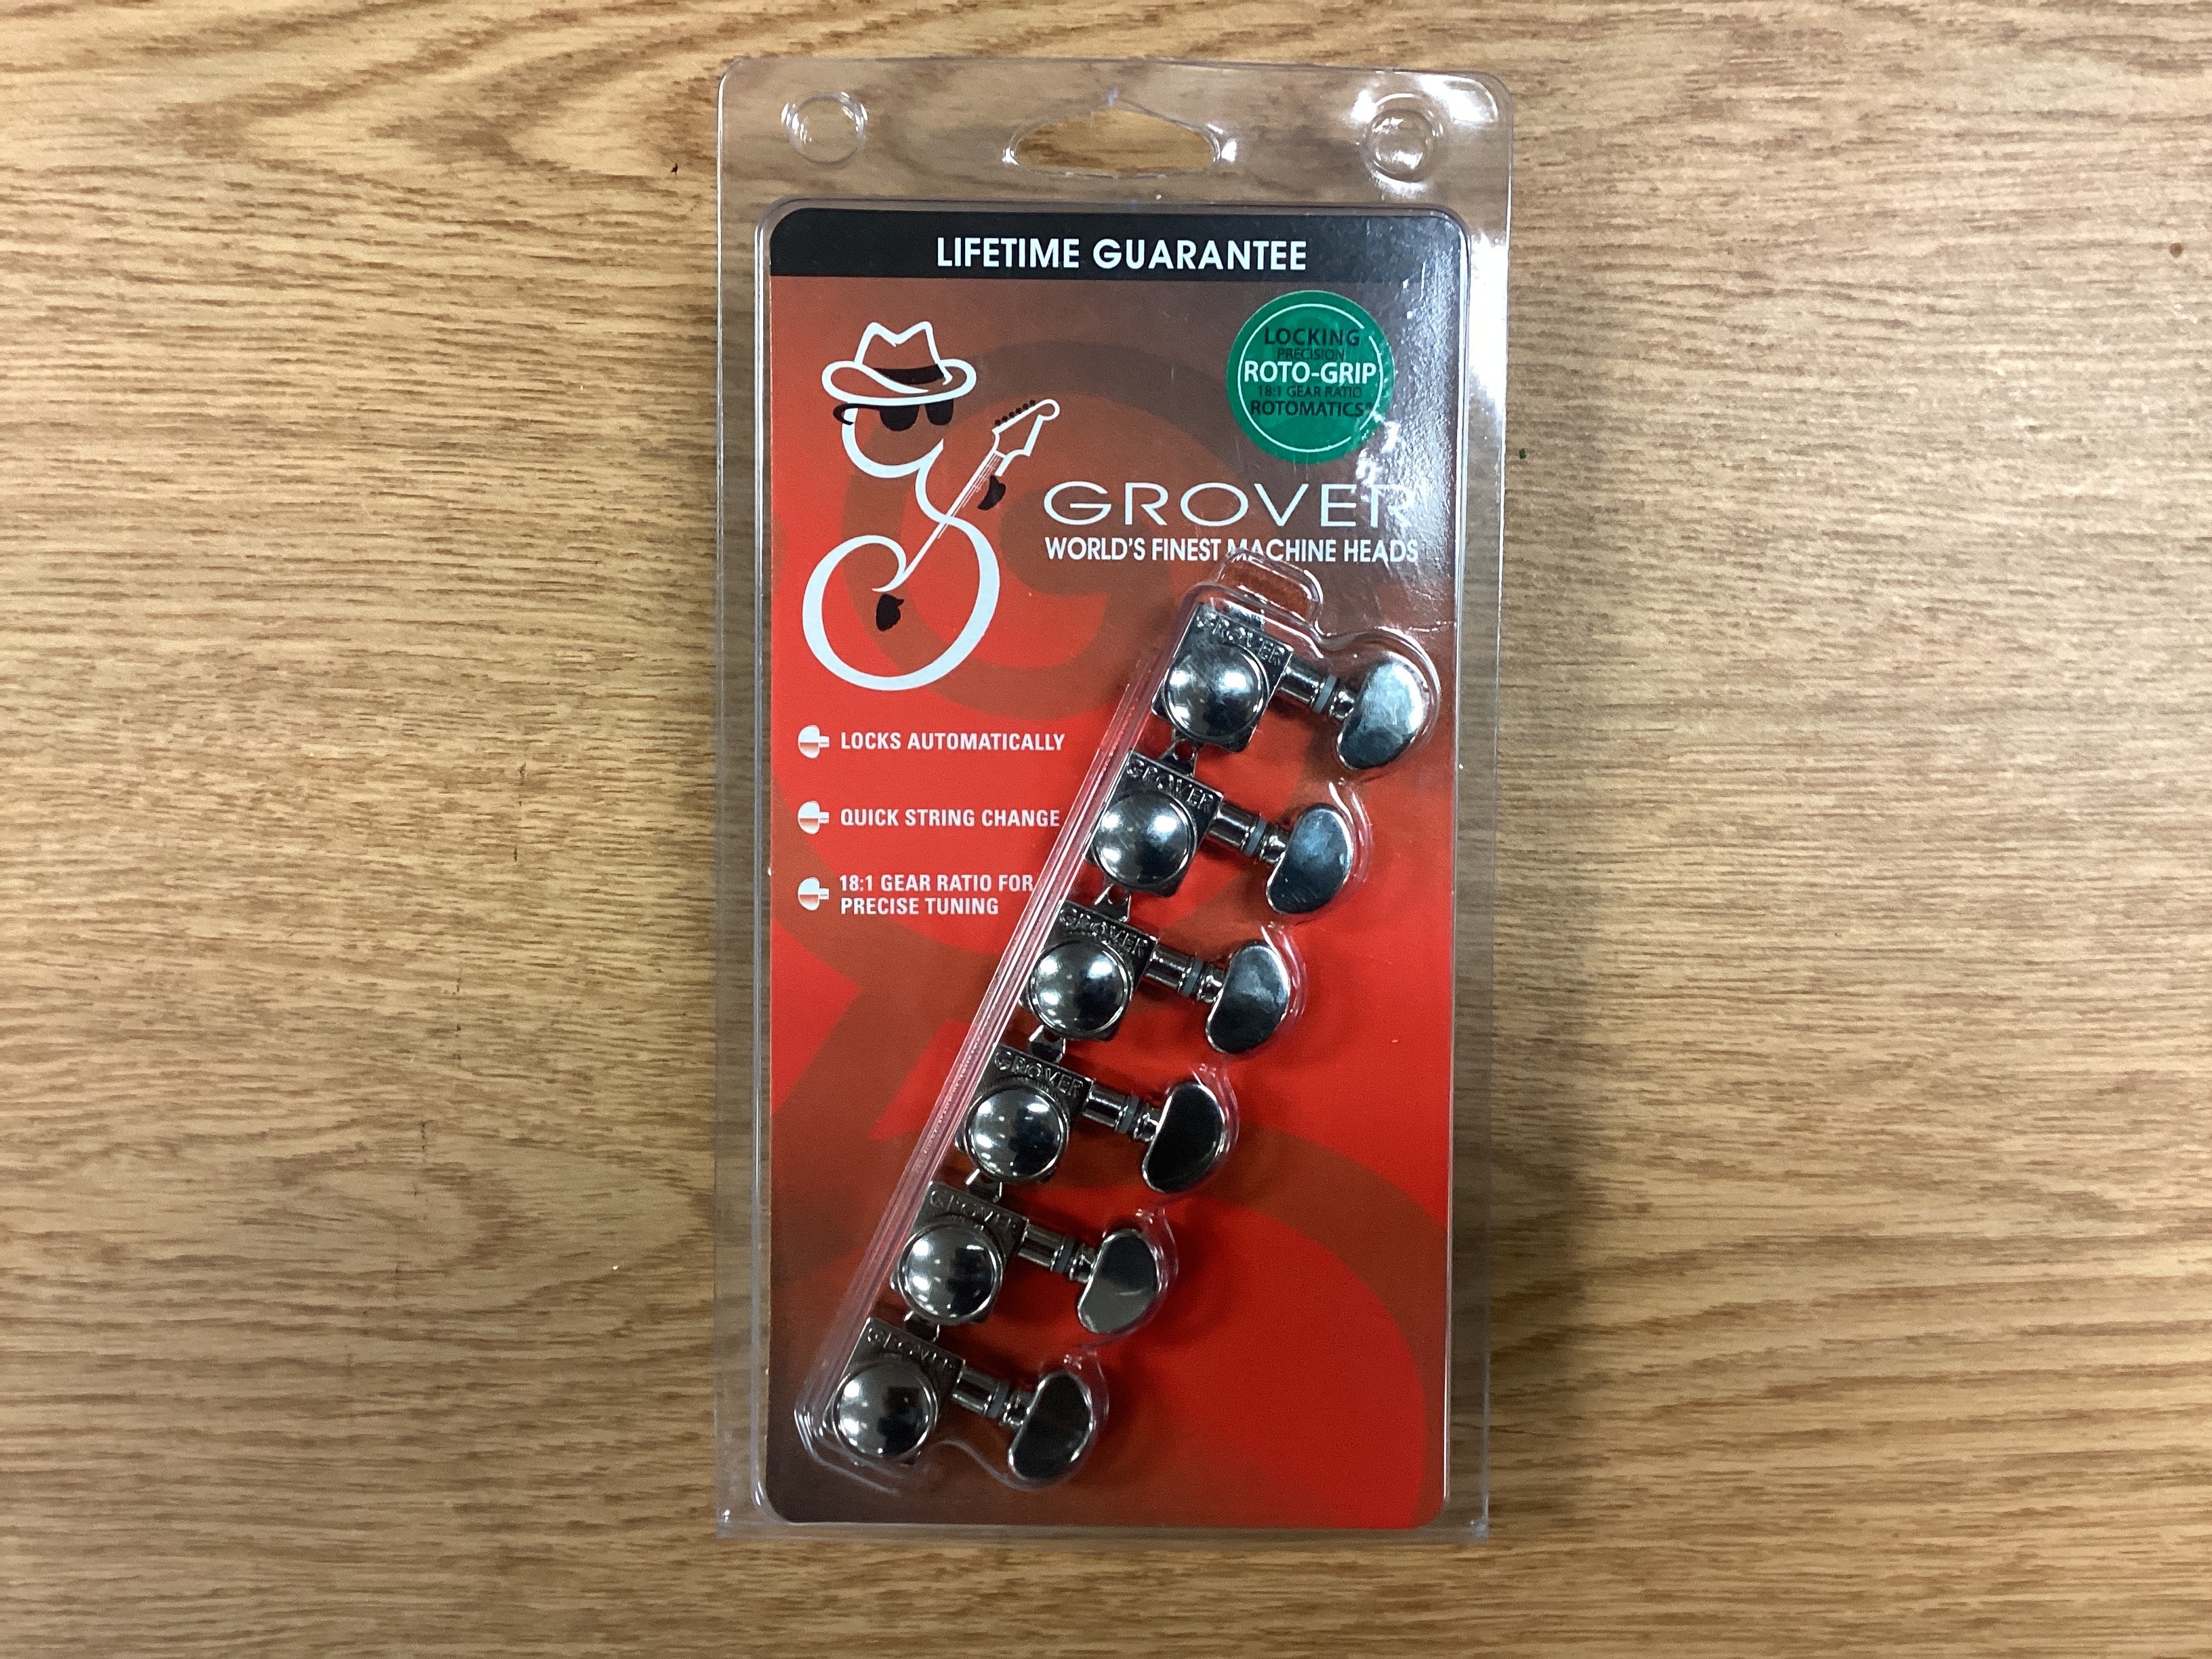 LIFETIME GUARANTEE
LOCKING
PRECISION
ROTO-GRIP
18:1 GEAR RATIO
ROTOMATICS®
GROVER
WORLD'S FINEST MACHINE HEADS
LOCKS AUTOMATICALLY
QUICK STRING CHANGE
18:1 GEAR RATIO FOR
PRECISE TUNING
GROVER
GROVER
GROVER
GROVER
GROVER
GROVER